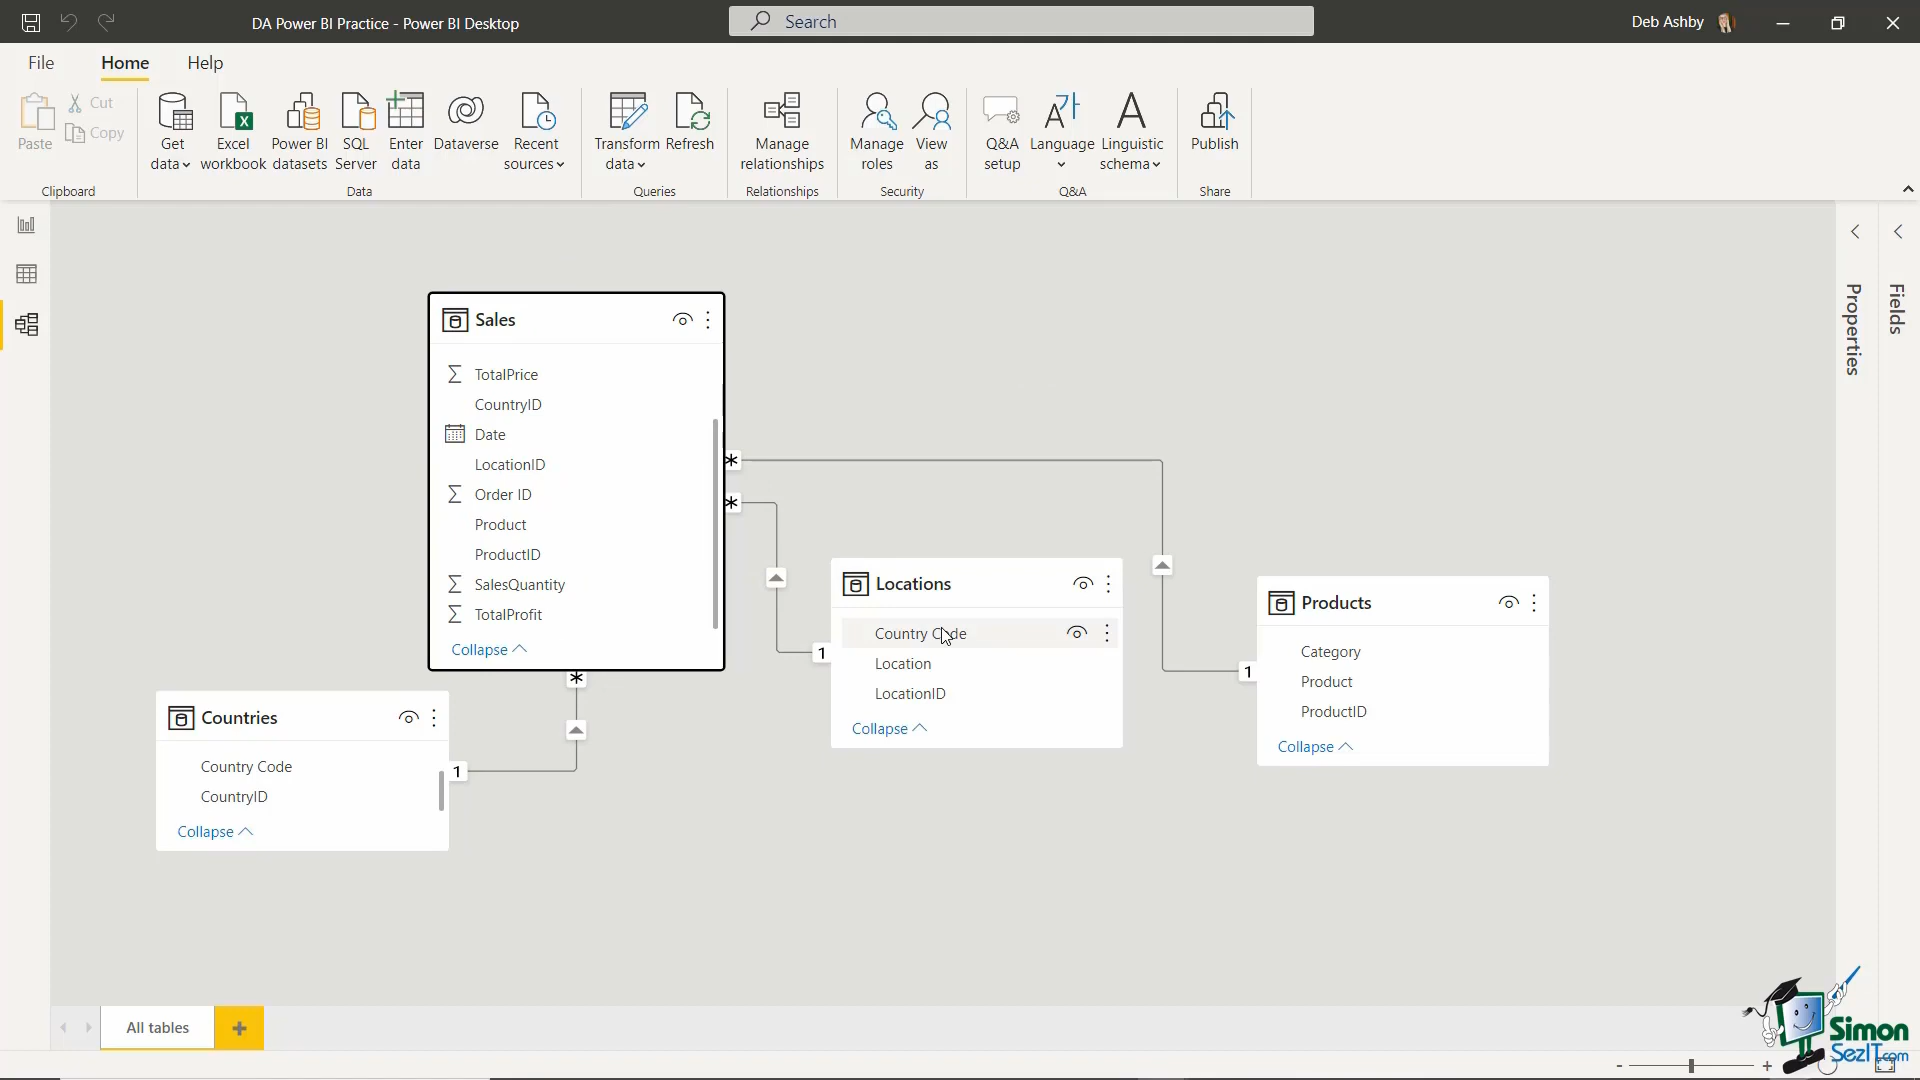 DA Power BI Practice - Power BI Desktop
Search
Deb Ashby
File Home Help
Paste
Cut
Copy
Clipboard
Get data
Excel workbook
Power BI datasets
SQL Server
Enter data
Dataverse
Recent sources
Data
Transform data
Refresh
Queries
Manage relationships
Relationships
Manage roles
View as
Security
Q&A setup
Language
Linguistic schema
Q&A
Publish
Share
Properties
Fields
Sales
TotalPrice
CountryID
Date
LocationID
Order ID
Product
ProductID
SalesQuantity
TotalProfit
Collapse
*
*
*
1
1
1
Locations
Country Code
Location
LocationID
Collapse
Products
Category
Product
ProductID
Collapse
Countries
Country Code
CountryID
Collapse
All tables
+
- +
Simon
SezIT.com